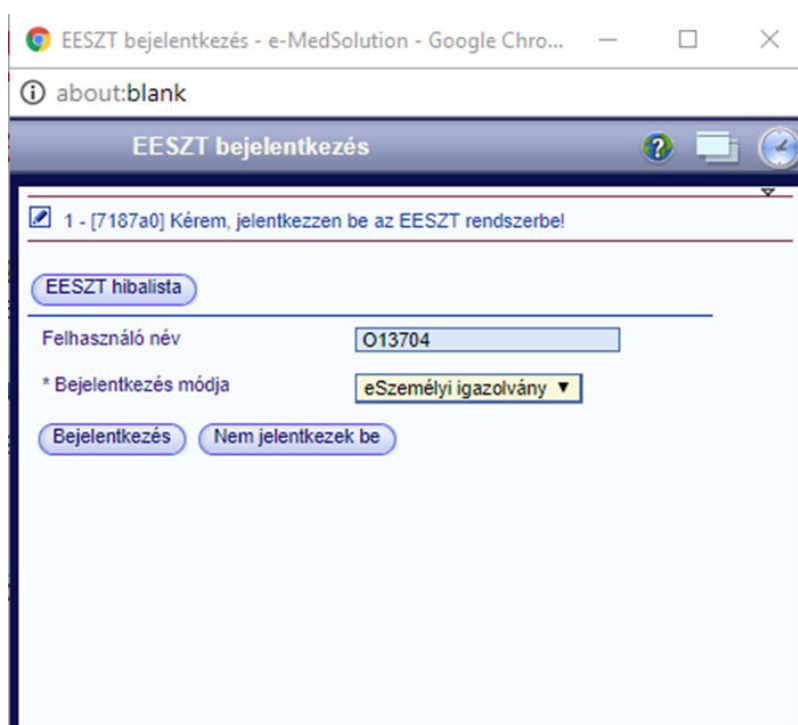 EESZT bejelentkezés - e-MedSolution - Google Chro...
about:blank
EESZT bejelentkezés
1 - [7187a0] Kérem, jelentkezzen be az EESZT rendszerbe!
EESZT hibalista
Felhasználó név O13704
* Bejelentkezés módja eSzemélyi igazolvány
Bejelentkezés Nem jelentkezek be